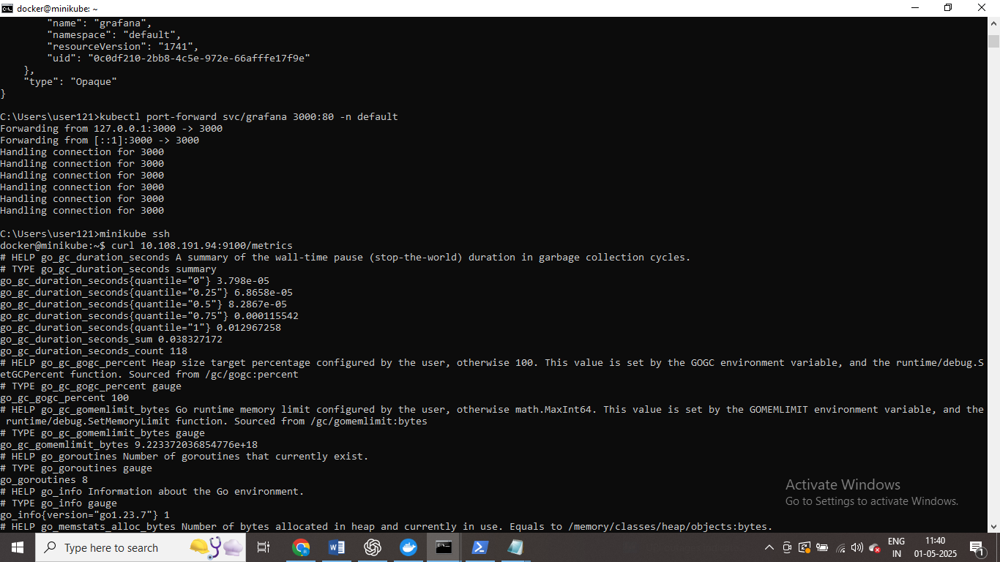 docker@minikube: ~
        "name": "grafana",
        "namespace": "default",
        "resourceVersion": "1741",
        "uid": "0c0df210-2bb8-4c5e-972e-66afffe17f9e"
    },
    "type": "Opaque"
}
C:\Users\user121>kubectl port-forward svc/grafana 3000:80 -n default
Forwarding from 127.0.0.1:3000 -> 3000
Forwarding from [::1]:3000 -> 3000
Handling connection for 3000
Handling connection for 3000
Handling connection for 3000
Handling connection for 3000
Handling connection for 3000
Handling connection for 3000
C:\Users\user121>minikube ssh
docker@minikube:~$ curl 10.108.191.94:9100/metrics
# HELP go_gc_duration_seconds A summary of the wall-time pause (stop-the-world) duration in garbage collection cycles.
# TYPE go_gc_duration_seconds summary
go_gc_duration_seconds{quantile="0"} 3.798e-05
go_gc_duration_seconds{quantile="0.25"} 6.8658e-05
go_gc_duration_seconds{quantile="0.5"} 8.2867e-05
go_gc_duration_seconds{quantile="0.75"} 0.000115542
go_gc_duration_seconds{quantile="1"} 0.012967258
go_gc_duration_seconds_sum 0.038327172
go_gc_duration_seconds_count 118
# HELP go_gc_gogc_percent Heap size target percentage configured by the user, otherwise 100. This value is set by the GOGC environment variable, and the runtime/debug.S
etGCPercent function. Sourced from /gc/gogc:percent
# TYPE go_gc_gogc_percent gauge
go_gc_gogc_percent 100
# HELP go_gc_gomemlimit_bytes Go runtime memory limit configured by the user, otherwise math.MaxInt64. This value is set by the GOMEMLIMIT environment variable, and the
 runtime/debug.SetMemoryLimit function. Sourced from /gc/gomemlimit:bytes
# TYPE go_gc_gomemlimit_bytes gauge
go_gc_gomemlimit_bytes 9.223372036854776e+18
# HELP go_goroutines Number of goroutines that currently exist.
# TYPE go_goroutines gauge
go_goroutines 8
# HELP go_info Information about the Go environment.
# TYPE go_info gauge
go_info{version="go1.23.7"} 1
# HELP go_memstats_alloc_bytes Number of bytes allocated in heap and currently in use. Equals to /memory/classes/heap/objects:bytes.
Activate Windows
Go to Settings to activate Windows.
Type here to search
ENG
IN
11:40
01-05-2025
1